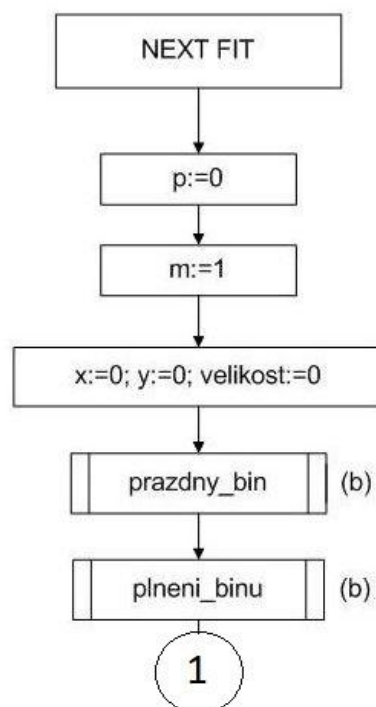 NEXT FIT
p:=0
m:=1
x:=0; y:=0; velikost:=0
prazdny_bin (b)
plneni_binu (b)
1